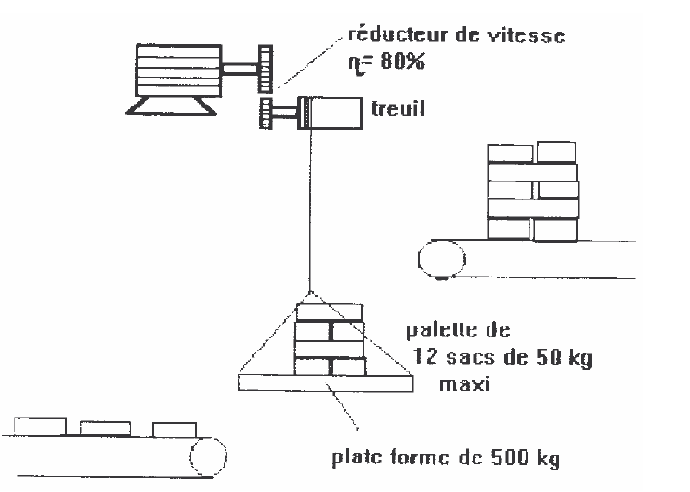 réducteur de vitesse
η= 80%
treuil
palette de
12 sacs de 50 kg
maxi
plate forme de 500 kg